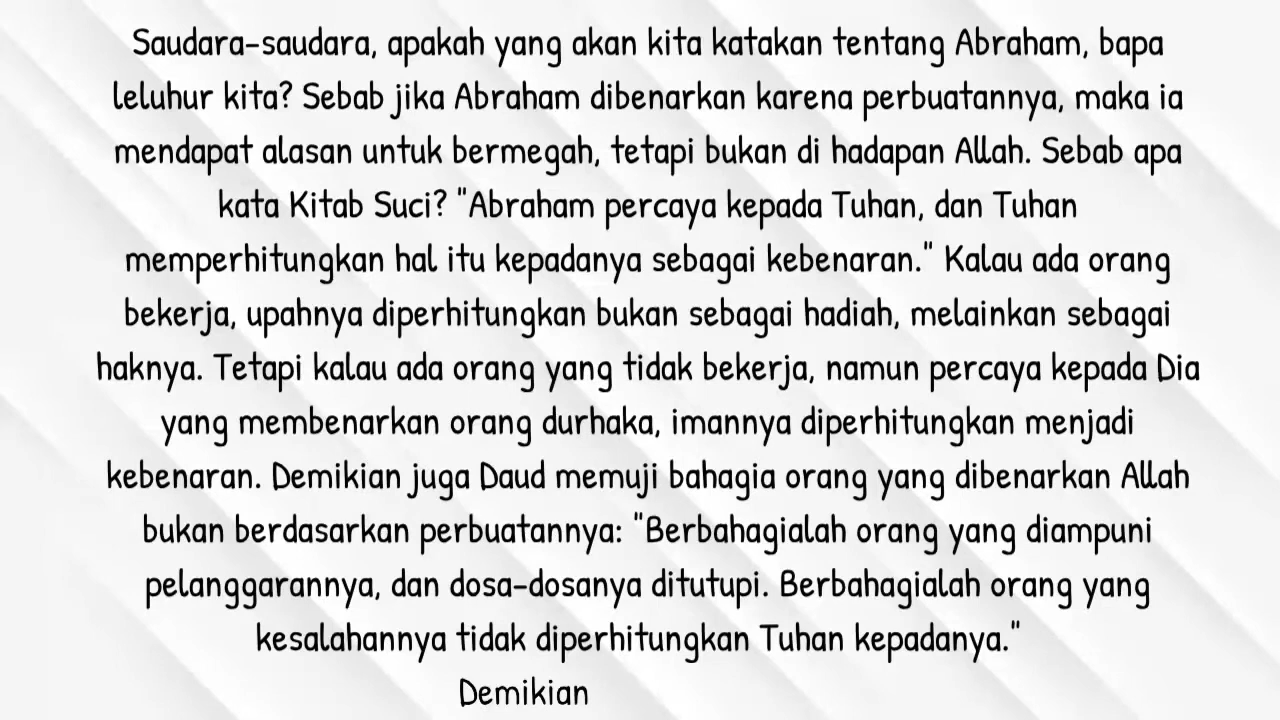 Saudara-saudara, apakah yang akan kita katakan tentang Abraham, bapa
leluhur kita? Sebab jika Abraham dibenarkan karena perbuatannya, maka ia
mendapat alasan untuk bermegah, tetapi bukan di hadapan Allah. Sebab apa
kata Kitab Suci? "Abraham percaya kepada Tuhan, dan Tuhan
memperhitungkan hal itu kepadanya sebagai kebenaran." Kalau ada orang
bekerja, upahnya diperhitungkan bukan sebagai hadiah, melainkan sebagai
haknya. Tetapi kalau ada orang yang tidak bekerja, namun percaya kepada Dia
yang membenarkan orang durhaka, imannya diperhitungkan menjadi
kebenaran. Demikian juga Daud memuji bahagia orang yang dibenarkan Allah
bukan berdasarkan perbuatannya: "Berbahagialah orang yang diampuni
pelanggarannya, dan dosa-dosanya ditutupi. Berbahagialah orang yang
kesalahannya tidak diperhitungkan Tuhan kepadanya."
Demikian